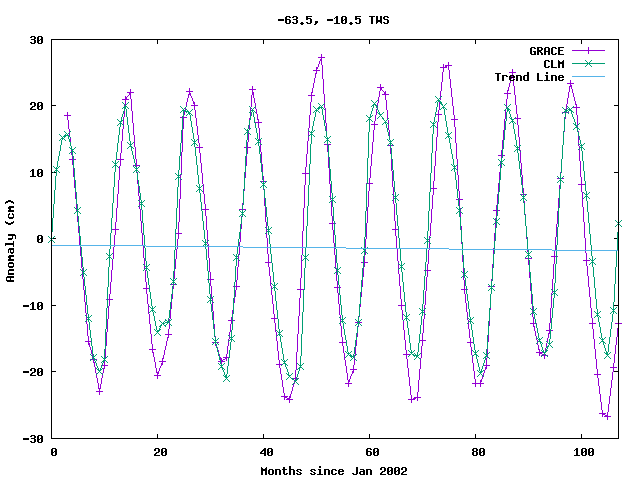 -63.5, -10.5 TWS
GRACE
CLM
Trend Line
30
20
10
0
-10
-20
-30
Anomaly (cm)
0 20 40 60 80 100
Months since Jan 2002